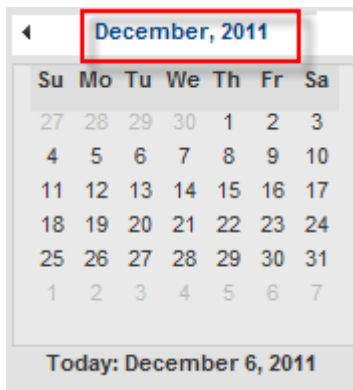 December, 2011
Su Mo Tu We Th Fr Sa
27 28 29 30 1 2 3
4 5 6 7 8 9 10
11 12 13 14 15 16 17
18 19 20 21 22 23 24
25 26 27 28 29 30 31
1 2 3 4 5 6 7
Today: December 6, 2011